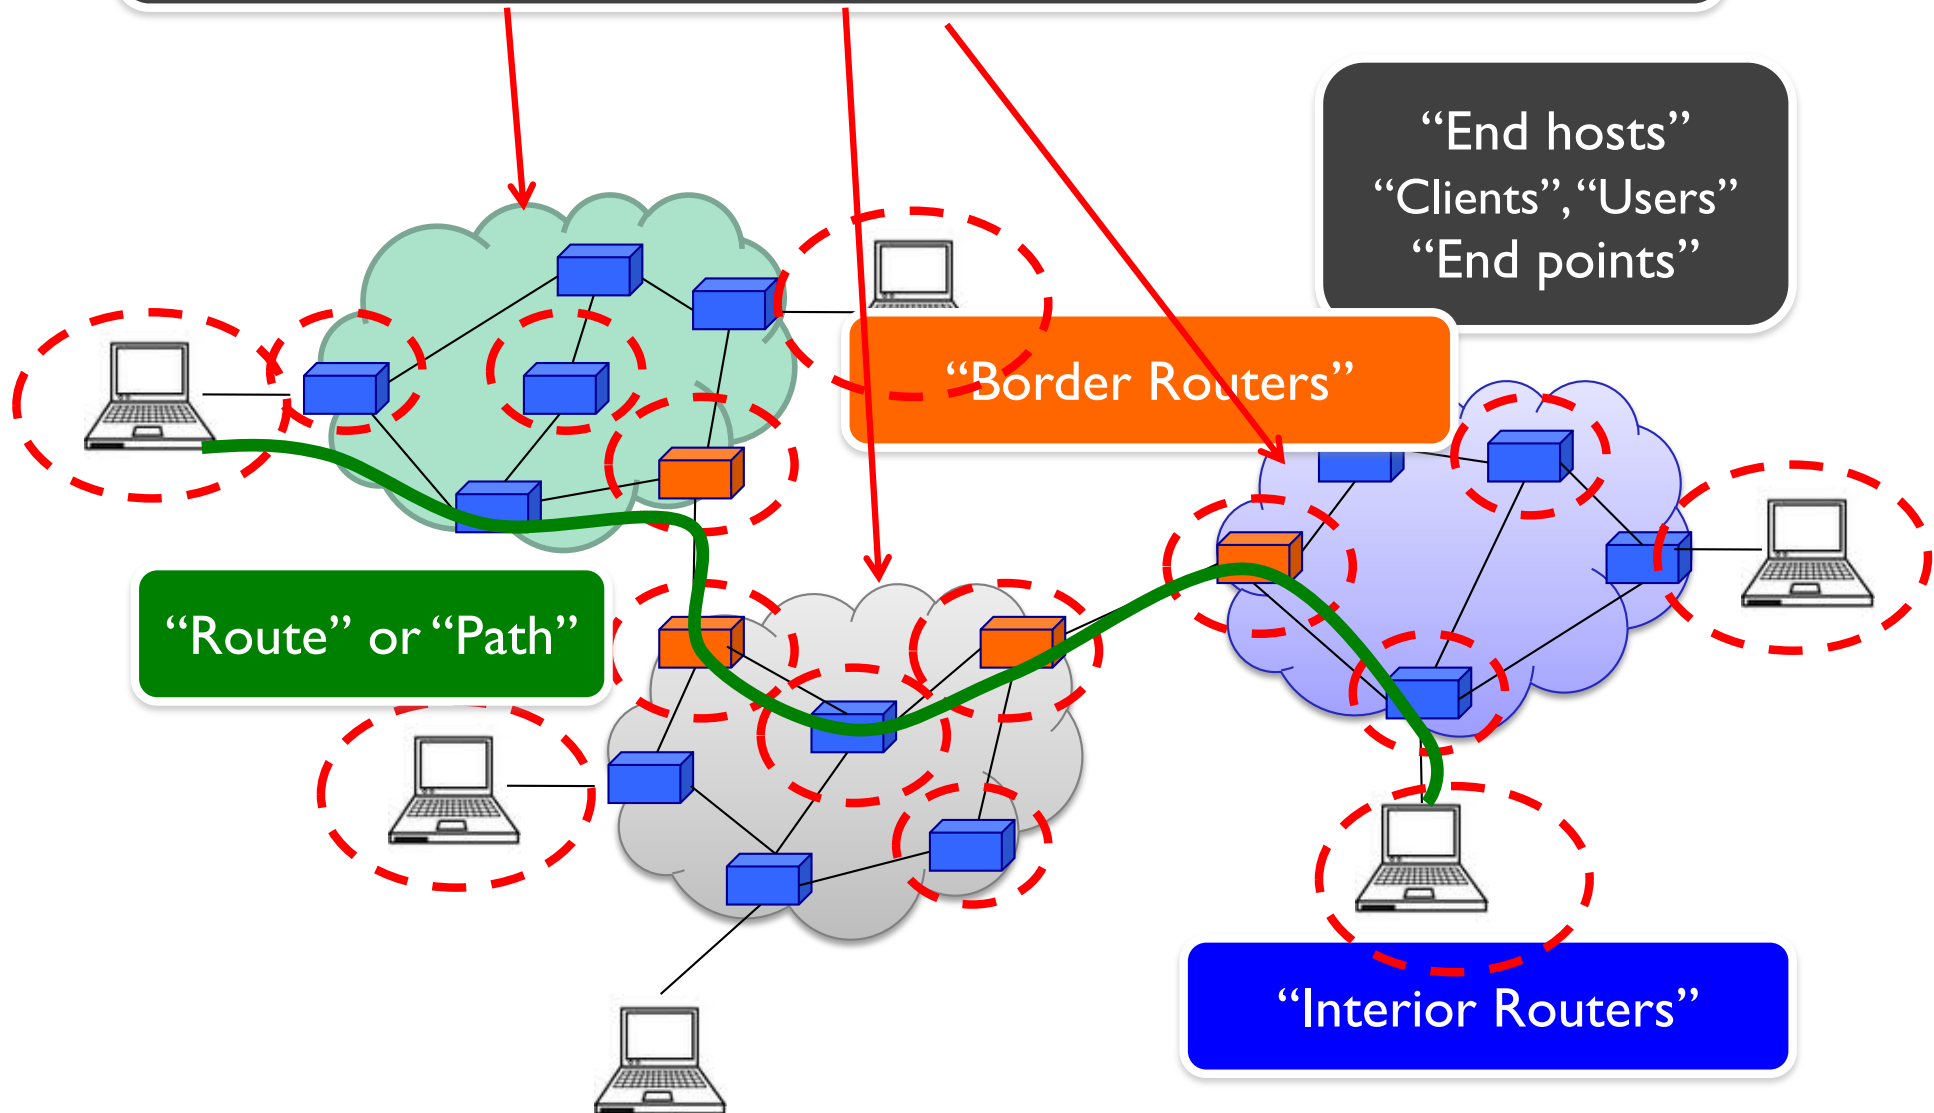 “End hosts”
“Clients”, “Users”
“End points”
“Border Routers”
“Route” or “Path”
“Interior Routers”